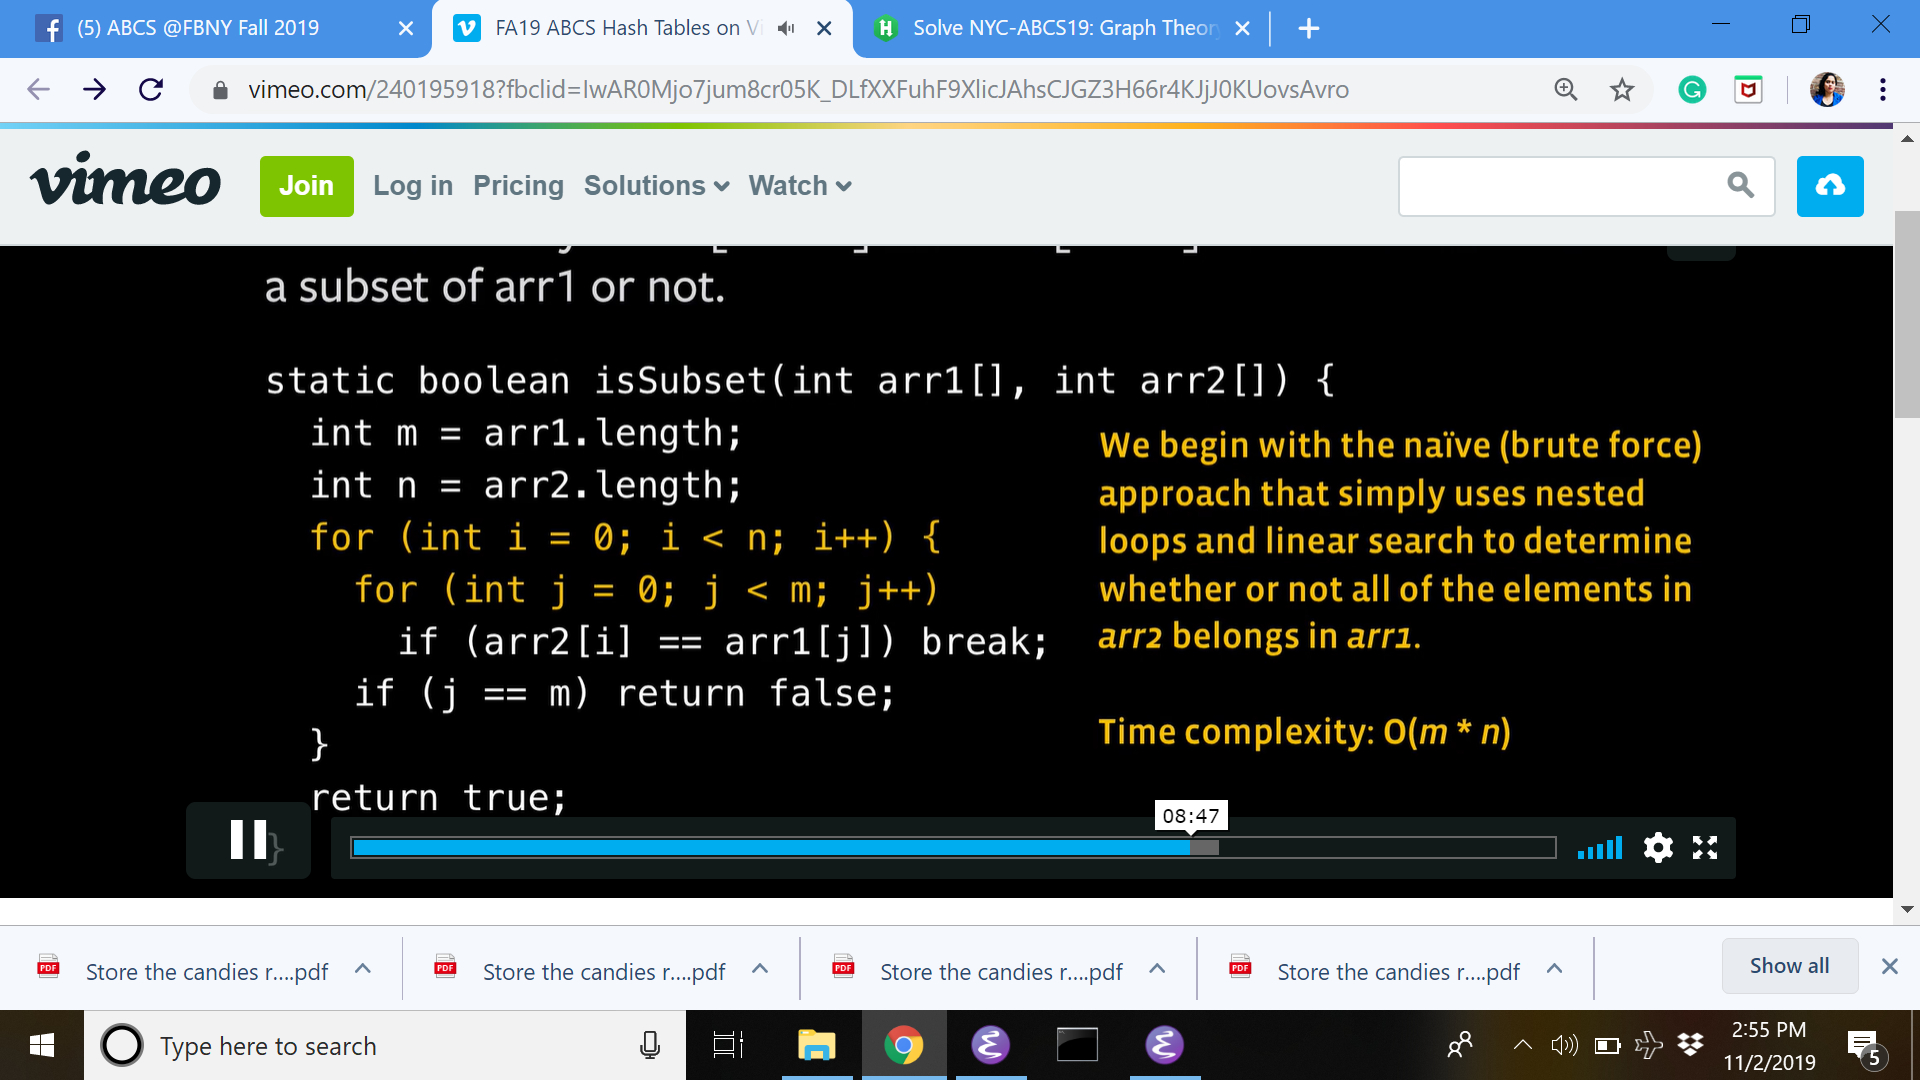 (5) ABCS @FBNY Fall 2019
FA19 ABCS Hash Tables on Vi
Solve NYC-ABCS19: Graph Theory
vimeo.com/240195918?fbclid=IwAR0Mjo7jum8cr05K_DLfXXFuhF9XlicJAhsCJGZ3H66r4KJjJ0KUovsAvro
vimeo
Join
Log in
Pricing
Solutions
Watch
a subset of arr1 or not.
static boolean isSubset(int arr1[], int arr2[]) {
int m = arr1.length;
int n = arr2.length;
for (int i = 0; i < n; i++) {
for (int j = 0; j < m; j++)
if (arr2[i] == arr1[j]) break;
if (j == m) return false;
}
return true;
}
We begin with the naïve (brute force)
approach that simply uses nested
loops and linear search to determine
whether or not all of the elements in
arr2 belongs in arr1.
Time complexity: O(m * n)
08:47
Store the candies r....pdf
Store the candies r....pdf
Store the candies r....pdf
Store the candies r....pdf
Show all
Type here to search
2:55 PM
11/2/2019
5